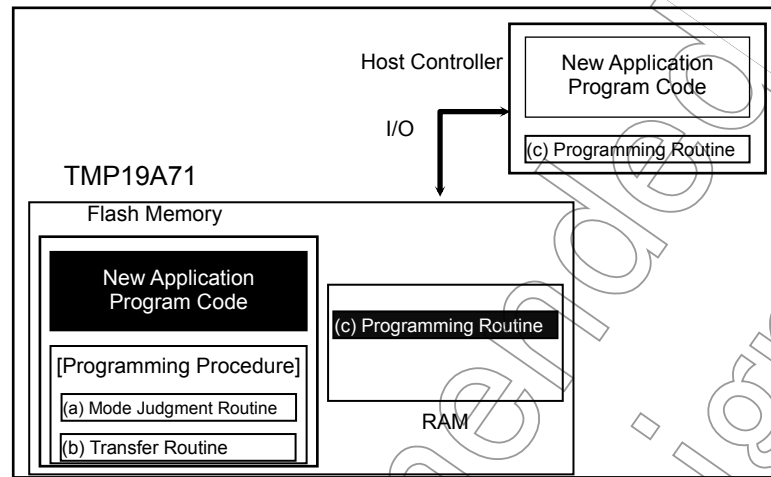 Host Controller
New Application
Program Code
I/O
(c) Programming Routine
TMP19A71
Flash Memory
New Application
Program Code
(c) Programming Routine
[Programming Procedure]
(a) Mode Judgment Routine
RAM
(b) Transfer Routine